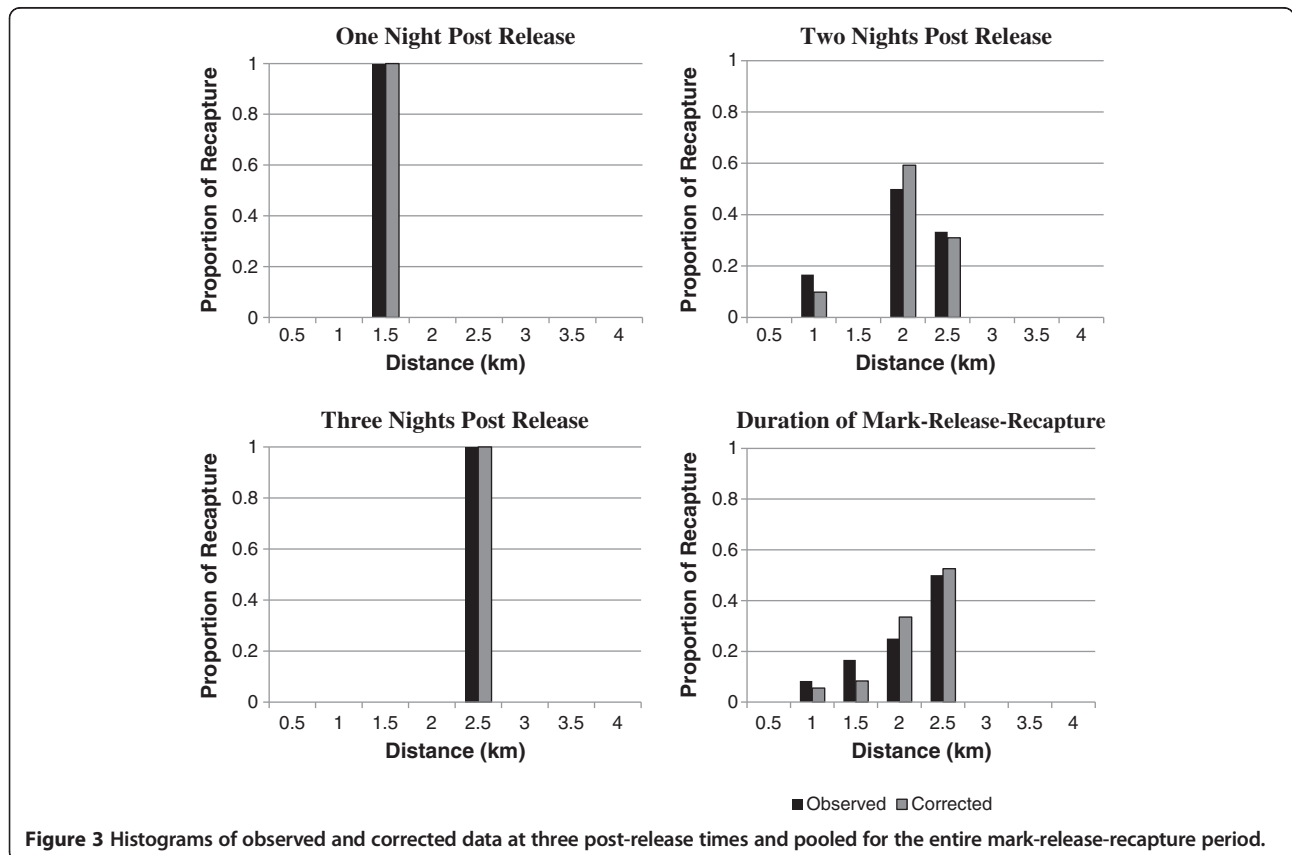 One Night Post Release
Proportion of Recapture
1
0.8
0.6
0.4
0.2
0
0.5 1 1.5 2 2.5 3 3.5 4
Distance (km)
Two Nights Post Release
Proportion of Recapture
1
0.8
0.6
0.4
0.2
0
0.5 1 1.5 2 2.5 3 3.5 4
Distance (km)
Three Nights Post Release
Proportion of Recapture
1
0.8
0.6
0.4
0.2
0
0.5 1 1.5 2 2.5 3 3.5 4
Distance (km)
Duration of Mark-Release-Recapture
Proportion of Recapture
1
0.8
0.6
0.4
0.2
0
0.5 1 1.5 2 2.5 3 3.5 4
Distance (km)
Observed Corrected
Figure 3 Histograms of observed and corrected data at three post-release times and pooled for the entire mark-release-recapture period.